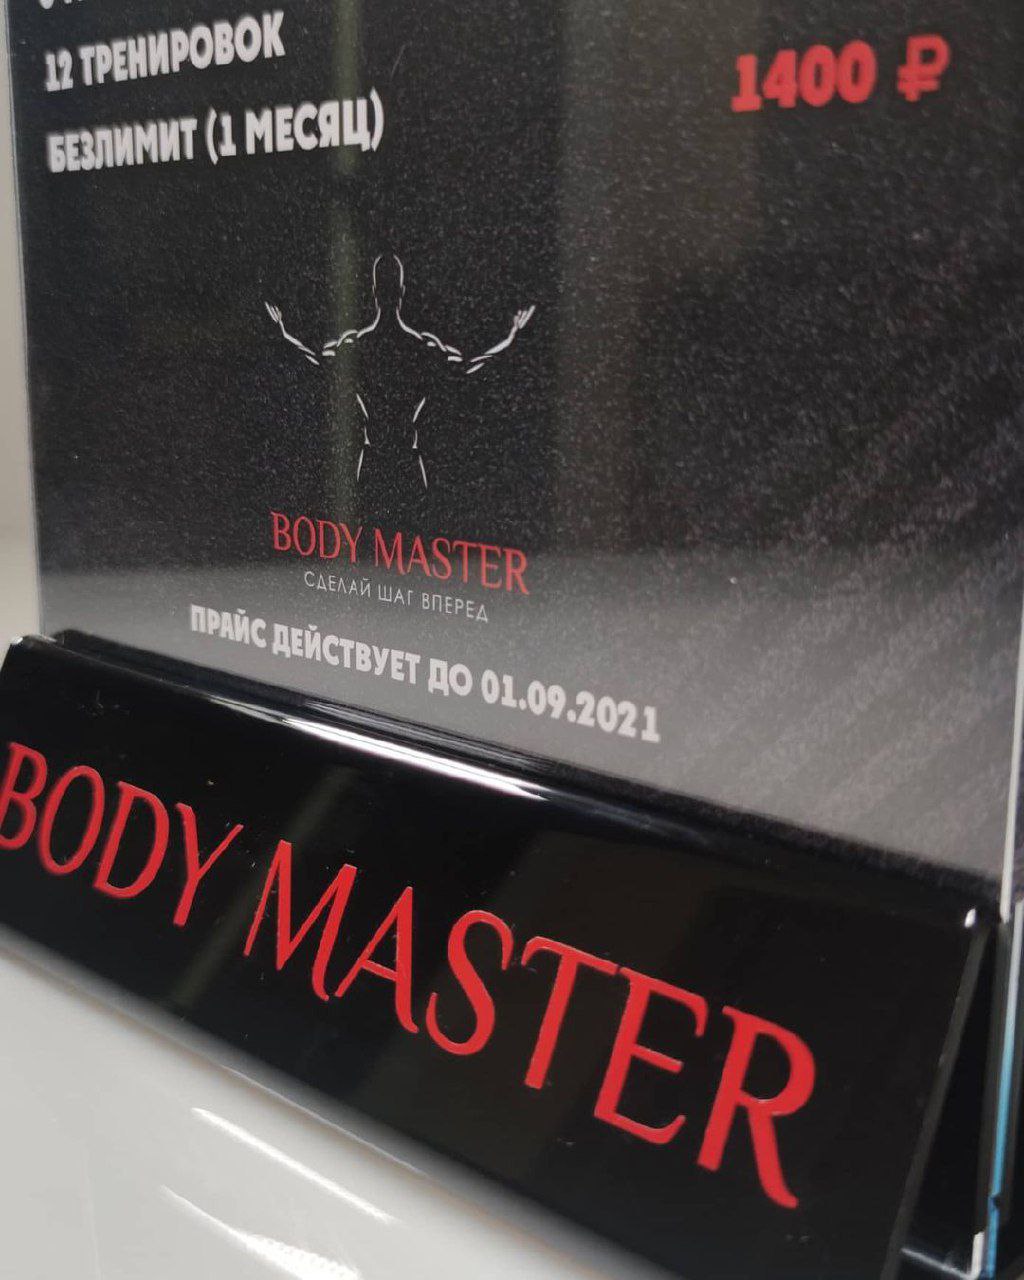 12 ТРЕНИРОВОК
1400 ₽
БЕЗЛИМИТ (1 МЕСЯЦ)
BODY MASTER
СДЕЛАЙ ШАГ ВПЕРЕД
ПРАЙС ДЕЙСТВУЕТ ДО 01.09.2021
BODY MASTER